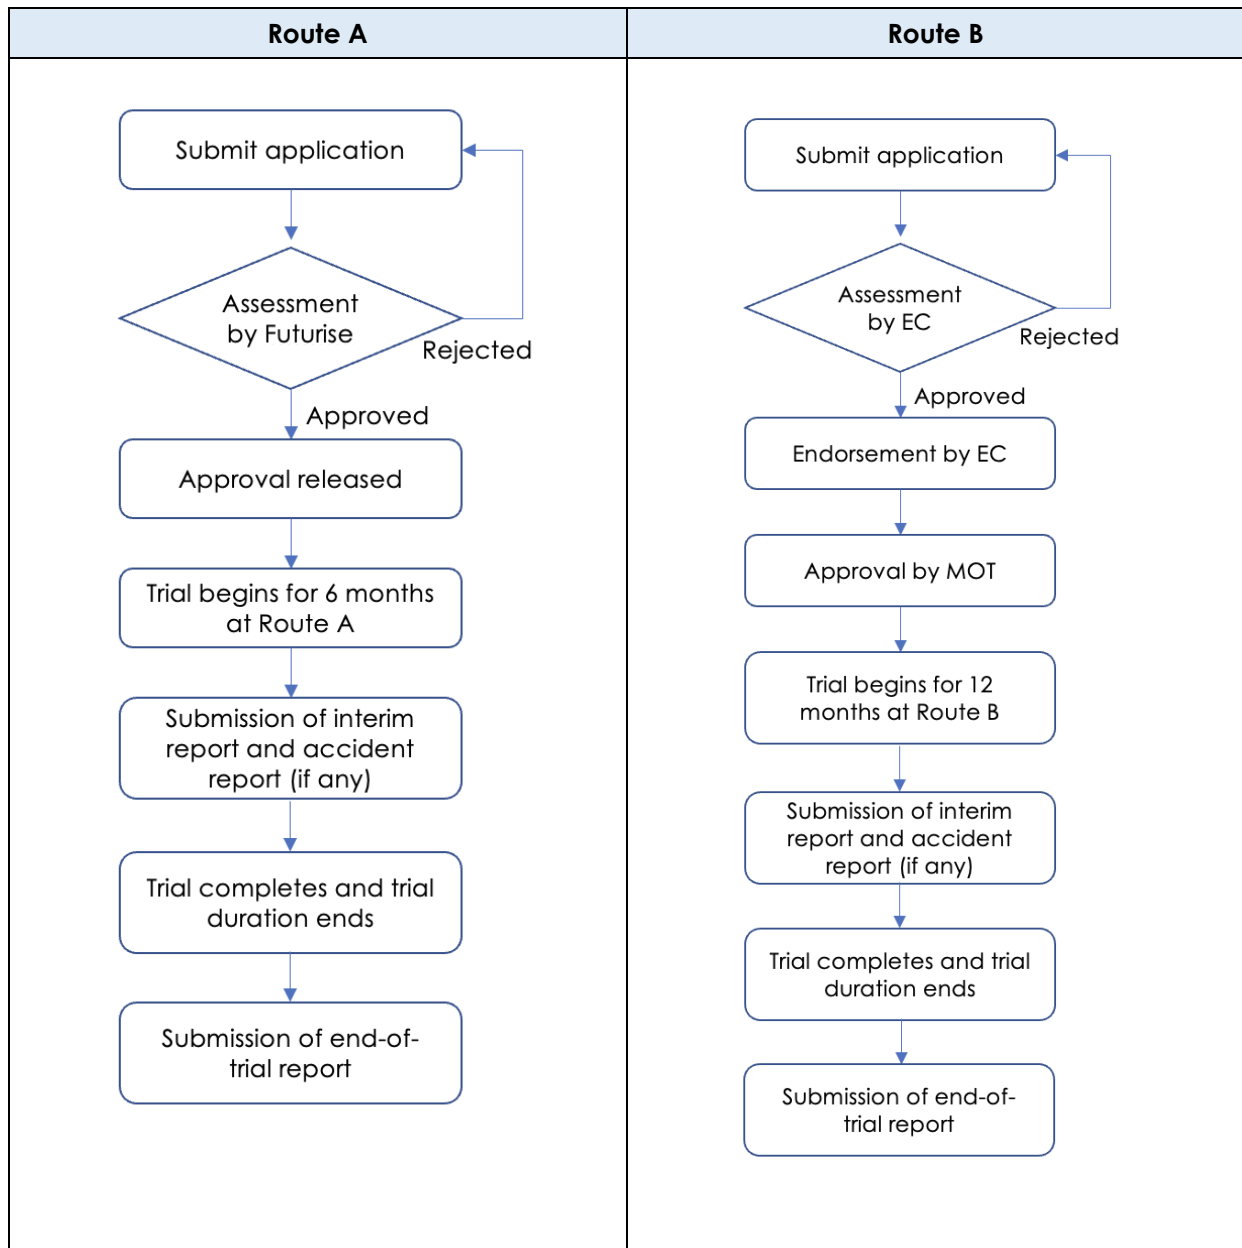 Route A
Submit application
Assessment
by Futurise
Rejected
Approved
Approval released
Trial begins for 6 months
at Route A
Submission of interim
report and accident
report (if any)
Trial completes and trial
duration ends
Submission of end-of-
trial report
Route B
Submit application
Assessment
by EC
Rejected
Approved
Endorsement by EC
Approval by MOT
Trial begins for 12
months at Route B
Submission of interim
report and accident
report (if any)
Trial completes and trial
duration ends
Submission of end-of-
trial report